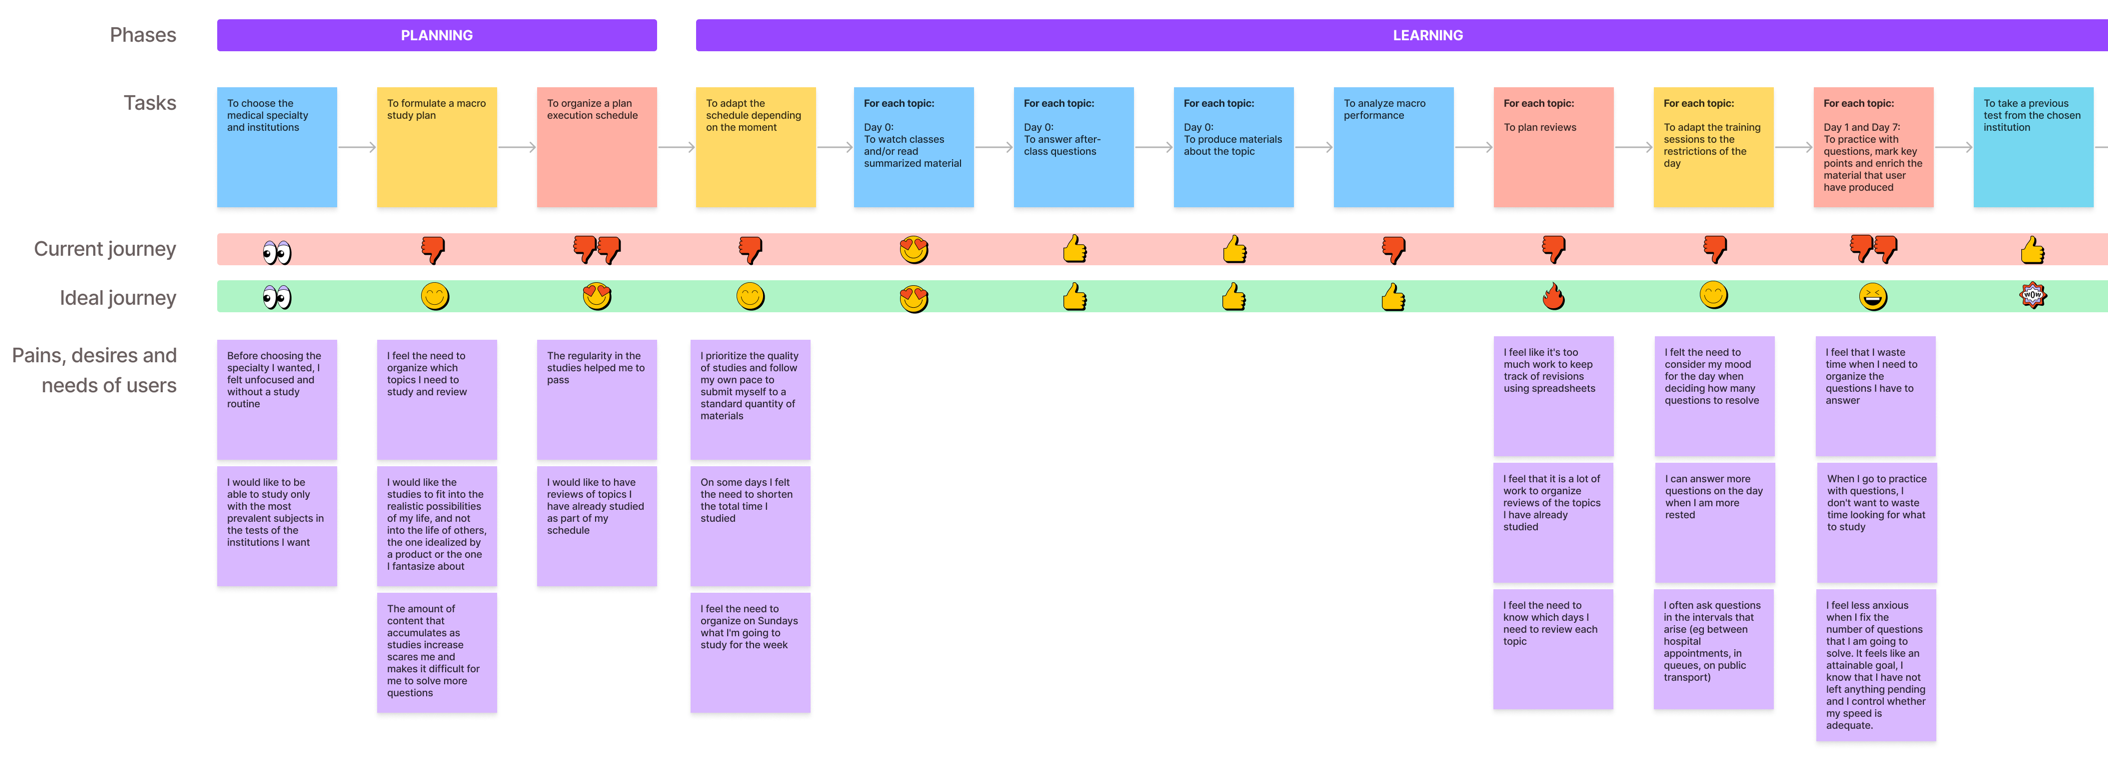 Phases
PLANNING
LEARNING
Tasks
To choose the
medical specialty
and institutions
To formulate a macro
study plan
To organize a plan
execution schedule
To adapt the
schedule depending
on the moment
For each topic:
Day 0:
To watch classes
and/or read
summarized material
For each topic:
Day 0:
To answer after-
class questions
For each topic:
Day 0:
To produce materials
about the topic
To analyze macro
performance
For each topic:
To plan reviews
For each topic:
To adapt the training
sessions to the
restrictions of the
day
For each topic:
Day 1 and Day 7:
To practice with
questions, mark key
points and enrich the
material that user
have produced
To take a previous
test from the chosen
institution
Current journey
Ideal journey
WOW
Pains, desires and
needs of users
Before choosing the
specialty I wanted, I
felt unfocused and
without a study
routine
I feel the need to
organize which
topics I need to
study and review
The regularity in the
studies helped me to
pass
I prioritize the quality
of studies and follow
my own pace to
submit myself to a
standard quantity of
materials
I feel like it's too
much work to keep
track of revisions
using spreadsheets
I felt the need to
consider my mood
for the day when
deciding how many
questions to resolve
I feel that I waste
time when I need to
organize the
questions I have to
answer
I would like to be
able to study only
with the most
prevalent subjects in
the tests of the
institutions I want
I would like the
studies to fit into the
realistic possibilities
of my life, and not
into the life of others,
the one idealized by
a product or the one
I fantasize about
I would like to have
reviews of topics I
have already studied
as part of my
schedule
On some days I felt
the need to shorten
the total time I
studied
I feel that it is a lot of
work to organize
reviews of the topics
I have already
studied
I can answer more
questions on the day
when I am more
rested
When I go to practice
with questions, I
don't want to waste
time looking for what
to study
The amount of
content that
accumulates as
studies increase
scares me and
makes it difficult for
me to solve more
questions
I feel the need to
organize on Sundays
what I'm going to
study for the week
I feel the need to
know which days I
need to review each
topic
I often ask questions
in the intervals that
arise (eg between
hospital
appointments, in
queues, on public
transport)
I feel less anxious
when I fix the
number of questions
that I am going to
solve. It feels like an
attainable goal, I
know that I have not
left anything pending
and I control whether
my speed is
adequate.